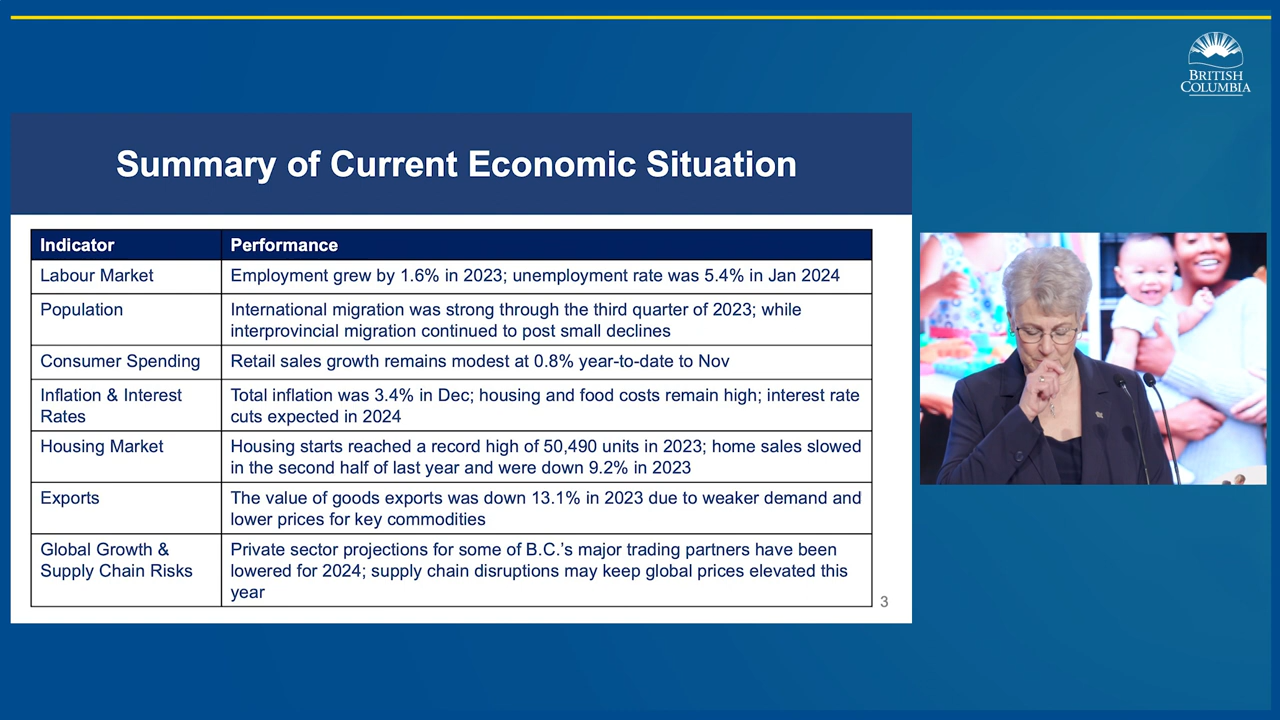 BRITISH
COLUMBIA
Summary of Current Economic Situation
Indicator
Performance
Labour Market
Employment grew by 1.6% in 2023; unemployment rate was 5.4% in Jan 2024
Population
International migration was strong through the third quarter of 2023; while
interprovincial migration continued to post small declines
Consumer Spending
Retail sales growth remains modest at 0.8% year-to-date to Nov
Inflation & Interest
Rates
Total inflation was 3.4% in Dec; housing and food costs remain high; interest rate
cuts expected in 2024
Housing Market
Housing starts reached a record high of 50,490 units in 2023; home sales slowed
in the second half of last year and were down 9.2% in 2023
Exports
The value of goods exports was down 13.1% in 2023 due to weaker demand and
lower prices for key commodities
Global Growth &
Supply Chain Risks
Private sector projections for some of B.C.’s major trading partners have been
lowered for 2024; supply chain disruptions may keep global prices elevated this
year
3